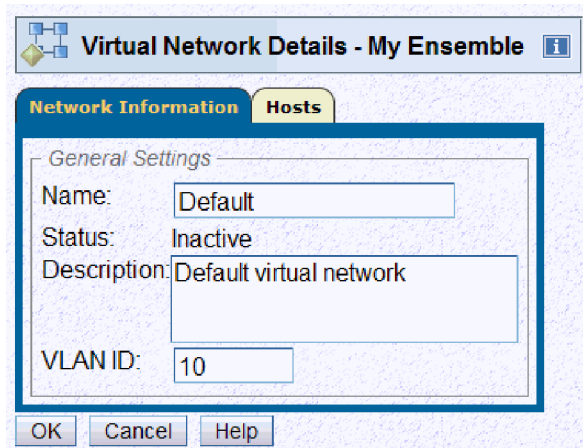 Virtual Network Details - My Ensemble i
Network Information Hosts
General Settings
Name: Default
Status: Inactive
Description: Default virtual network
VLAN ID: 10
OK Cancel Help